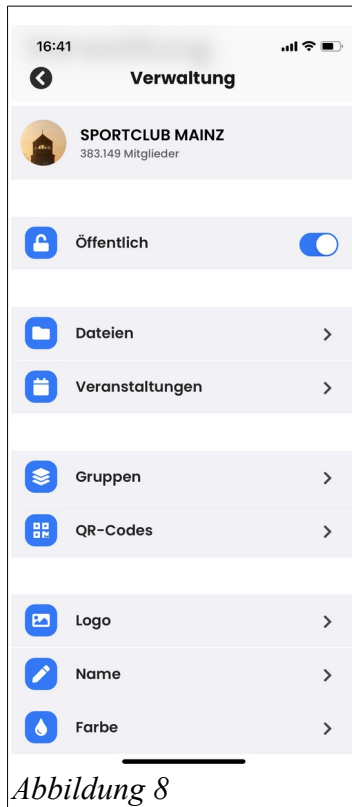 16:41
Verwaltung
SPORTCLUB MAINZ
383.149 Mitglieder
Öffentlich
Dateien
Veranstaltungen
Gruppen
QR-Codes
Logo
Name
Farbe
Abbildung 8